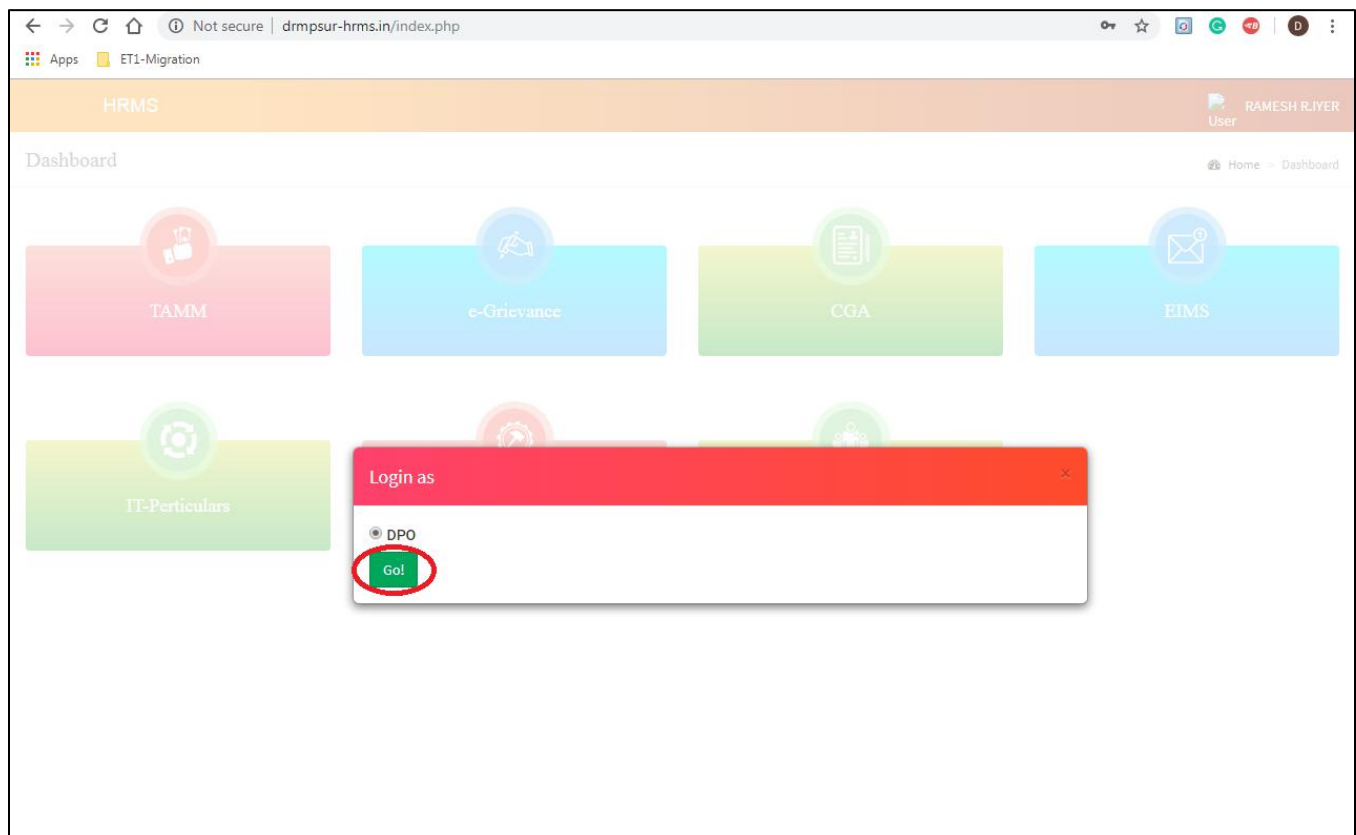 Not secure | drmpsur-hrms.in/index.php
Apps ET1-Migration
HRMS
User
RAMESH R.IYER
Dashboard
Home > Dashboard
TAMM
e-Grievance
CGA
EIMS
IT-Perticulars
Login as ×
DPO
Go!